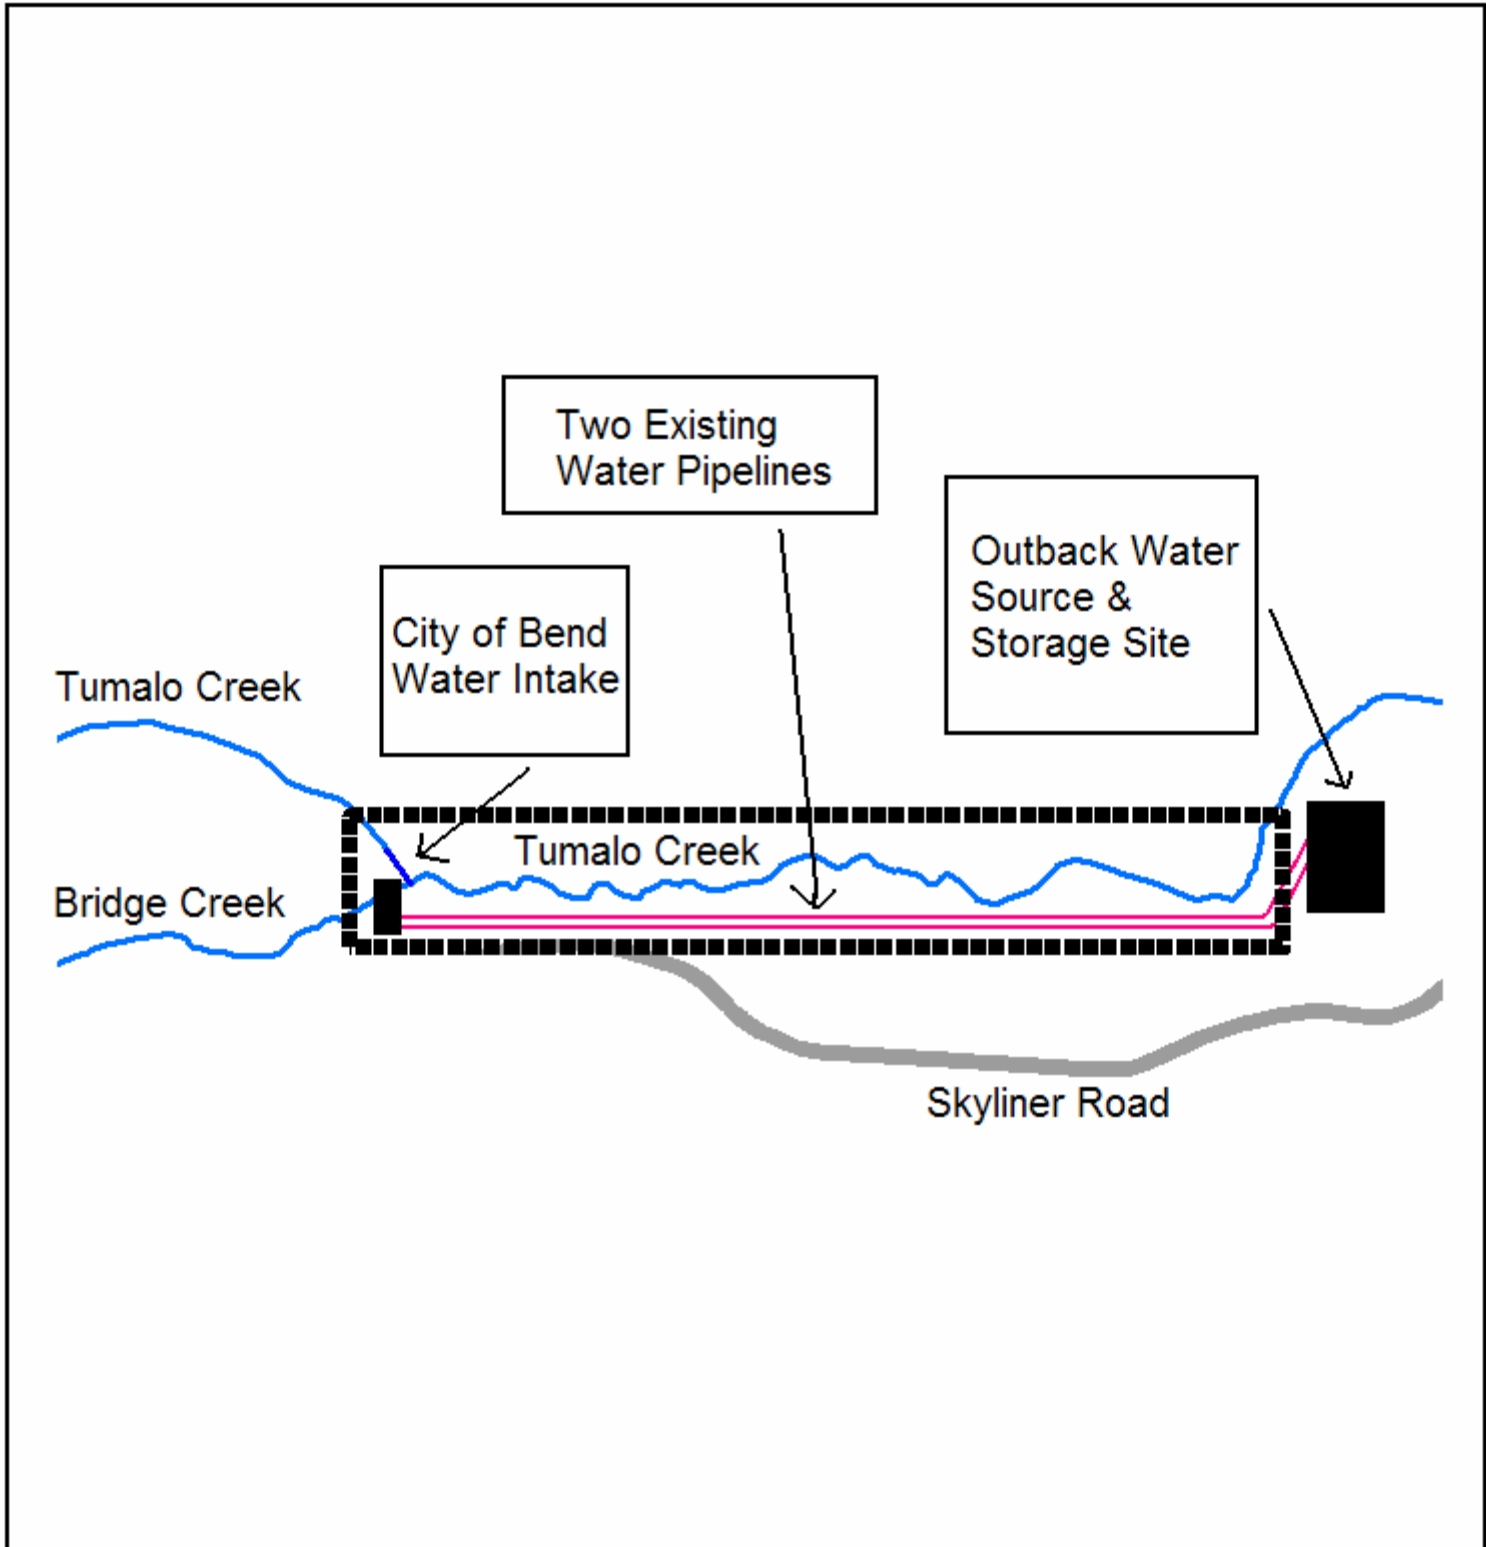 Two Existing
Water Pipelines
Outback Water
Source &
Storage Site
City of Bend
Water Intake
Tumalo Creek
Tumalo Creek
Bridge Creek
Skyliner Road